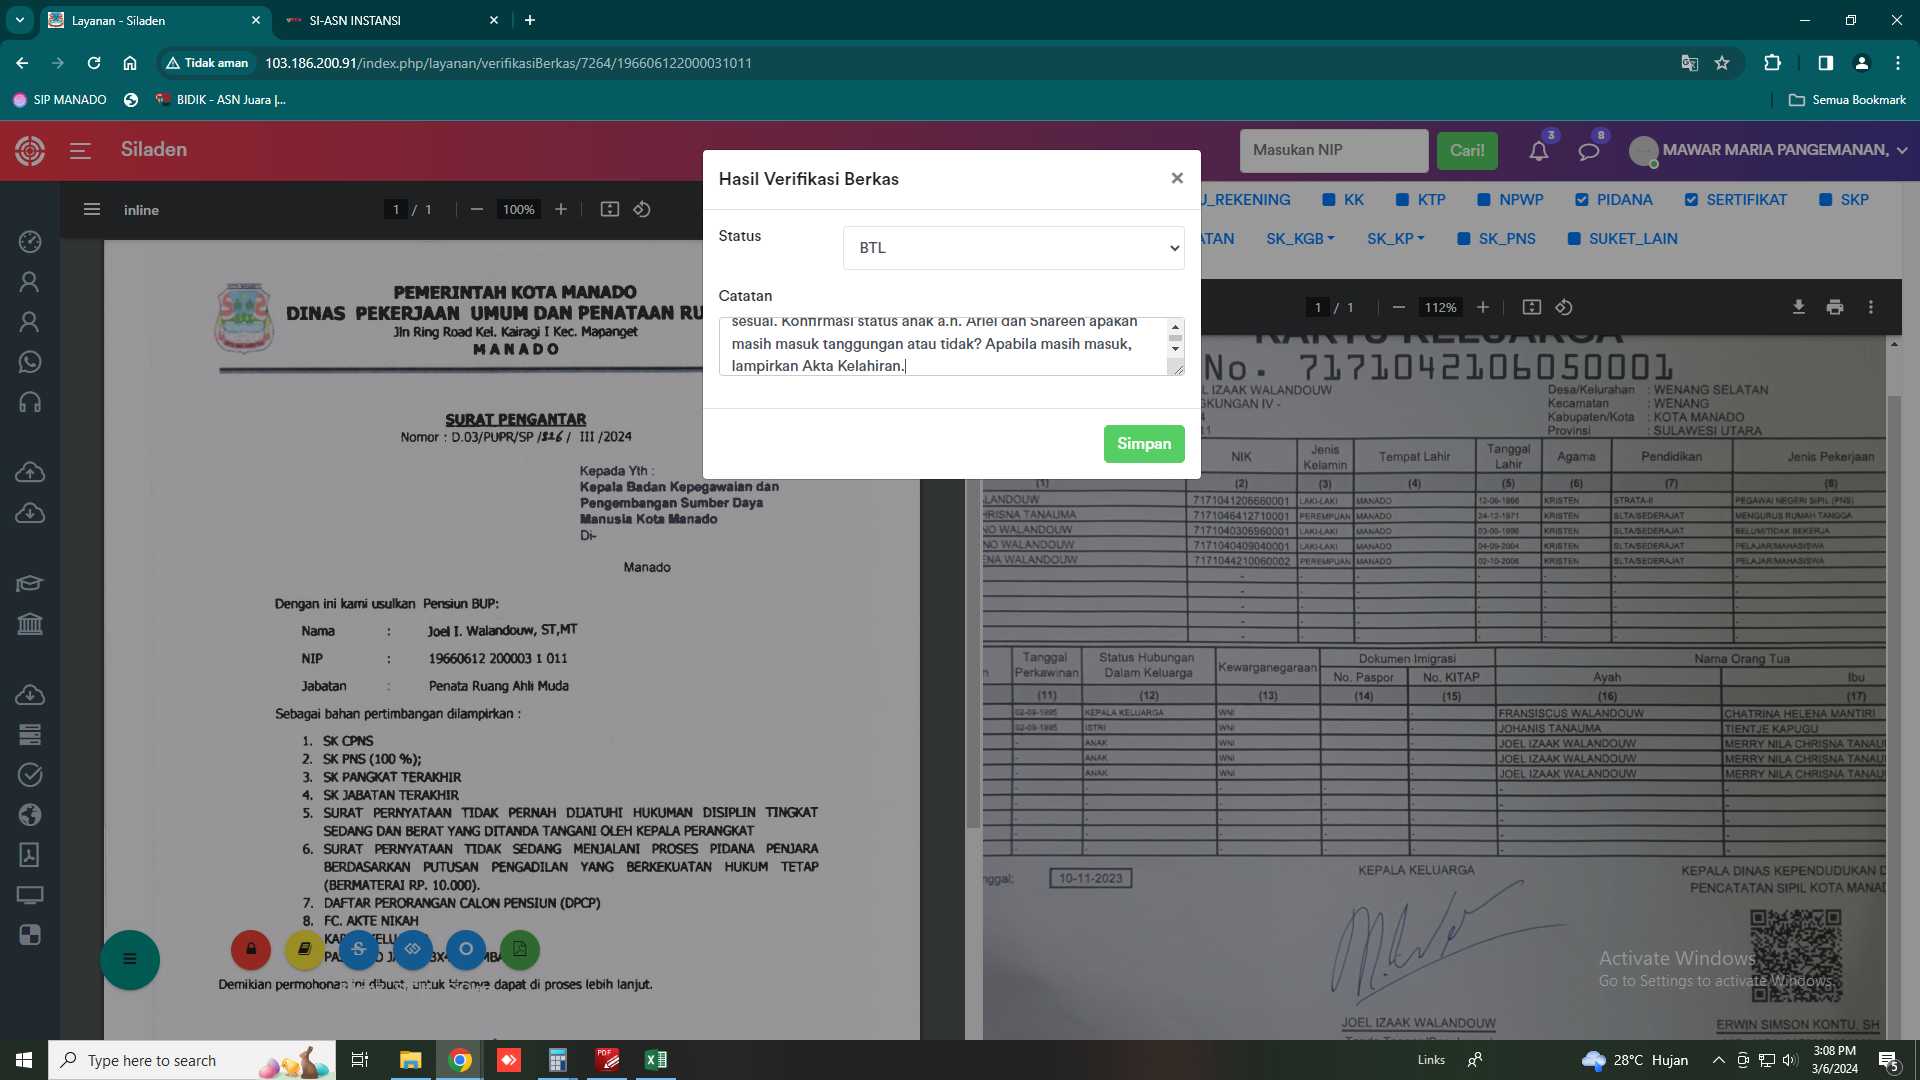 Layanan - Siladen
SI-ASN INSTANSI
Tidak aman
103.186.200.91/index.php/layanan/verifikasiBerkas/7264/196606122000031011
SIP MANADO
BIDIK - ASN Juara |...
Semua Bookmark
Siladen
Masukan NIP
Cari!
3
8
MAWAR MARIA PANGEMANAN,
inline
1 / 1
100%
Hasil Verifikasi Berkas
Status
BTL
Catatan
sesuai. Konfirmasi status anak a.n. Ariel dan Shareen apakah
masih masuk tanggungan atau tidak? Apabila masih masuk,
lampirkan Akta Kelahiran.
Simpan
U_REKENING
KK
KTP
NPWP
PIDANA
SERTIFIKAT
SKP
ATAN
SK_KGB
SK_KP
SK_PNS
SUKET_LAIN
1 / 1
112%
PEMERINTAH KOTA MANADO
DINAS PEKERJAAN UMUM DAN PENATAAN RU
Jln Ring Road Kel. Kairagi I Kec. Mapanget
MANADO
SURAT PENGANTAR
Nomor : D.03/PUPR/SP /826/ III /2024
Kepada Yth :
Kepala Badan Kepegawaian dan
Pengembangan Sumber Daya
Manusia Kota Manado
Di-
Manado
Dengan ini kami usulkan Pensiun BUP:
Nama : Joel I. Walandouw, ST,MT
NIP : 19660612 200003 1 011
Jabatan : Penata Ruang Ahli Muda
Sebagai bahan pertimbangan dilampirkan :
1. SK CPNS
2. SK PNS (100 %);
3. SK PANGKAT TERAKHIR
4. SK JABATAN TERAKHIR
5. SURAT PERNYATAAN TIDAK PERNAH DIJATUHI HUKUMAN DISIPLIN TINGKAT
SEDANG DAN BERAT YANG DITANDA TANGANI OLEH KEPALA PERANGKAT
6. SURAT PERNYATAAN TIDAK SEDANG MENJALANI PROSES PIDANA PENJARA
BERDASARKAN PUTUSAN PENGADILAN YANG BERKEKUATAN HUKUM TETAP
(BERMATERAI RP. 10.000).
7. DAFTAR PERORANGAN CALON PENSIUN (DPCP)
8. FC. AKTE NIKAH
Demikian permohonan ini dibuat untuk kiranya dapat di proses lebih lanjut.
KARTU KELUARGA
No. 7171042106050001
EL IZAAK WALANDOUW
GKUNGAN IV -
Desa/Kelurahan : WENANG SELATAN
Kecamatan : WENANG
Kabupaten/Kota : KOTA MANADO
Provinsi : SULAWESI UTARA
NIK
Jenis Kelamin
Tempat Lahir
Tanggal Lahir
Agama
Pendidikan
Jenis Pekerjaan
(1) (2) (3) (4) (5) (6) (7) (8)
ALANDOUW 7171041206660001 LAKI-LAKI MANADO 12-06-1966 KRISTEN STRATA-II PEGAWAI NEGERI SIPIL (PNS)
HRISNA TANAUMA 7171046412710001 PEREMPUAN MANADO 24-12-1971 KRISTEN SLTA/SEDERAJAT MENGURUS RUMAH TANGGA
NO WALANDOUW 7171040306960001 LAKI-LAKI MANADO 03-06-1996 KRISTEN SLTA/SEDERAJAT BELUM/TIDAK BEKERJA
NO WALANDOUW 7171040409040001 LAKI-LAKI MANADO 04-09-2004 KRISTEN SLTA/SEDERAJAT PELAJAR/MAHASISWA
ENA WALANDOUW 7171044210060002 PEREMPUAN MANADO 02-10-2006 KRISTEN SLTA/SEDERAJAT PELAJAR/MAHASISWA
Tanggal Perkawinan
Status Hubungan Dalam Keluarga
Kewarganegaraan
Dokumen Imigrasi
Nama Orang Tua
No. Paspor
No. KITAP
Ayah
Ibu
(11) (12) (13) (14) (15) (16) (17)
02-09-1995 KEPALA KELUARGA WNI - FRANSISCUS WALANDOUW CHATRINA HELENA MANTIRI
02-09-1995 ISTRI WNI - JOHANIS TANAUMA TIENTJE KAPUGU
- ANAK WNI - JOEL IZAAK WALANDOUW MERRY NILA CHRISNA TANAU
- ANAK WNI - JOEL IZAAK WALANDOUW MERRY NILA CHRISNA TANAU
- ANAK WNI - JOEL IZAAK WALANDOUW MERRY NILA CHRISNA TANAU
nggal: 10-11-2023
KEPALA KELUARGA
KEPALA DINAS KEPENDUDUKAN D
PENCATATAN SIPIL KOTA MANAD
JOEL IZAAK WALANDOUW
ERWIN SIMSON KONTU, SH
Activate Windows
Go to Settings to activate Windows.
Type here to search
Links
28°C Hujan
3:08 PM
3/6/2024
5